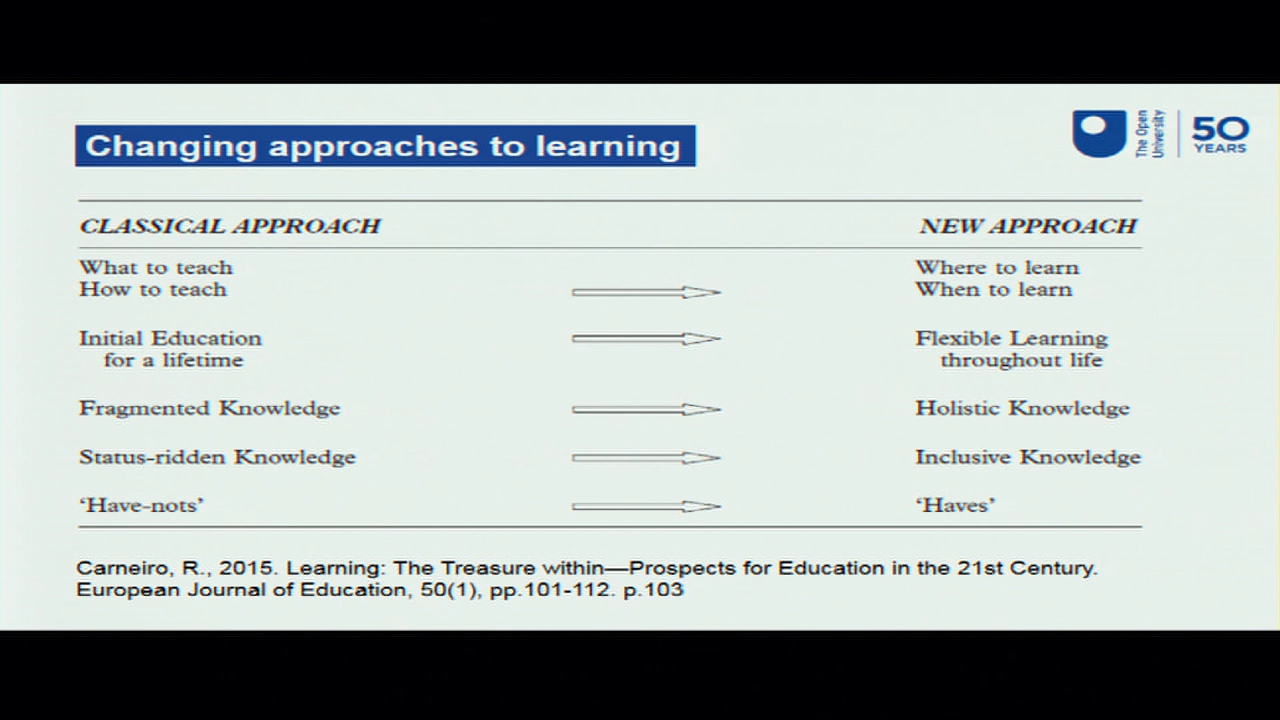 Changing approaches to learning
The Open
University
50
YEARS
CLASSICAL APPROACH
NEW APPROACH
What to teach
Where to learn
How to teach
When to learn
Initial Education
Flexible Learning
for a lifetime
throughout life
Fragmented Knowledge
Holistic Knowledge
Status-ridden Knowledge
Inclusive Knowledge
‘Have-nots’
‘Haves’
Carneiro, R., 2015. Learning: The Treasure within—Prospects for Education in the 21st Century.
European Journal of Education, 50(1), pp.101-112. p.103